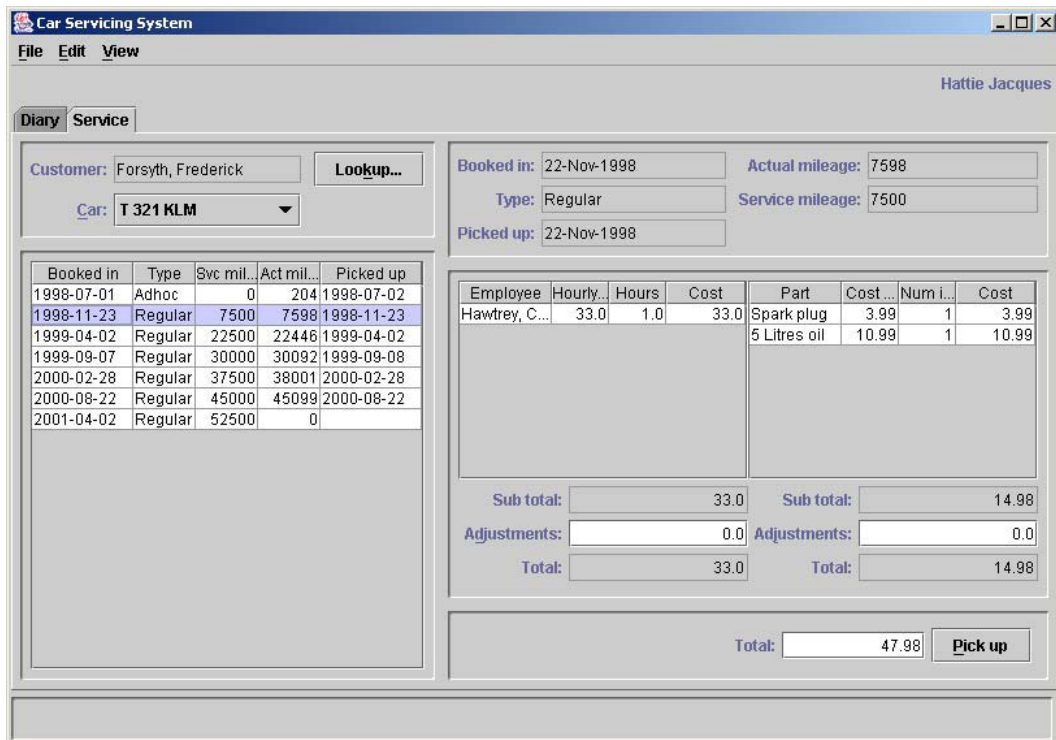 Car Servicing System
File Edit View
Hattie Jacques
Diary Service
Customer: Forsyth, Frederick Lookup...
Car: T 321 KLM
Booked in Type Svc mil... Act mil... Picked up
1998-07-01 Adhoc 0 204 1998-07-02
1998-11-23 Regular 7500 7598 1998-11-23
1999-04-02 Regular 22500 22446 1999-04-02
1999-09-07 Regular 30000 30092 1999-09-08
2000-02-28 Regular 37500 38001 2000-02-28
2000-08-22 Regular 45000 45099 2000-08-22
2001-04-02 Regular 52500 0
Booked in: 22-Nov-1998 Actual mileage: 7598
Type: Regular Service mileage: 7500
Picked up: 22-Nov-1998
Employee Hourly... Hours Cost Part Cost ... Num i... Cost
Hawtrey, C... 33.0 1.0 33.0 Spark plug 3.99 1 3.99
5 Litres oil 10.99 1 10.99
Sub total: 33.0 Sub total: 14.98
Adjustments: 0.0 Adjustments: 0.0
Total: 33.0 Total: 14.98
Total: 47.98 Pick up